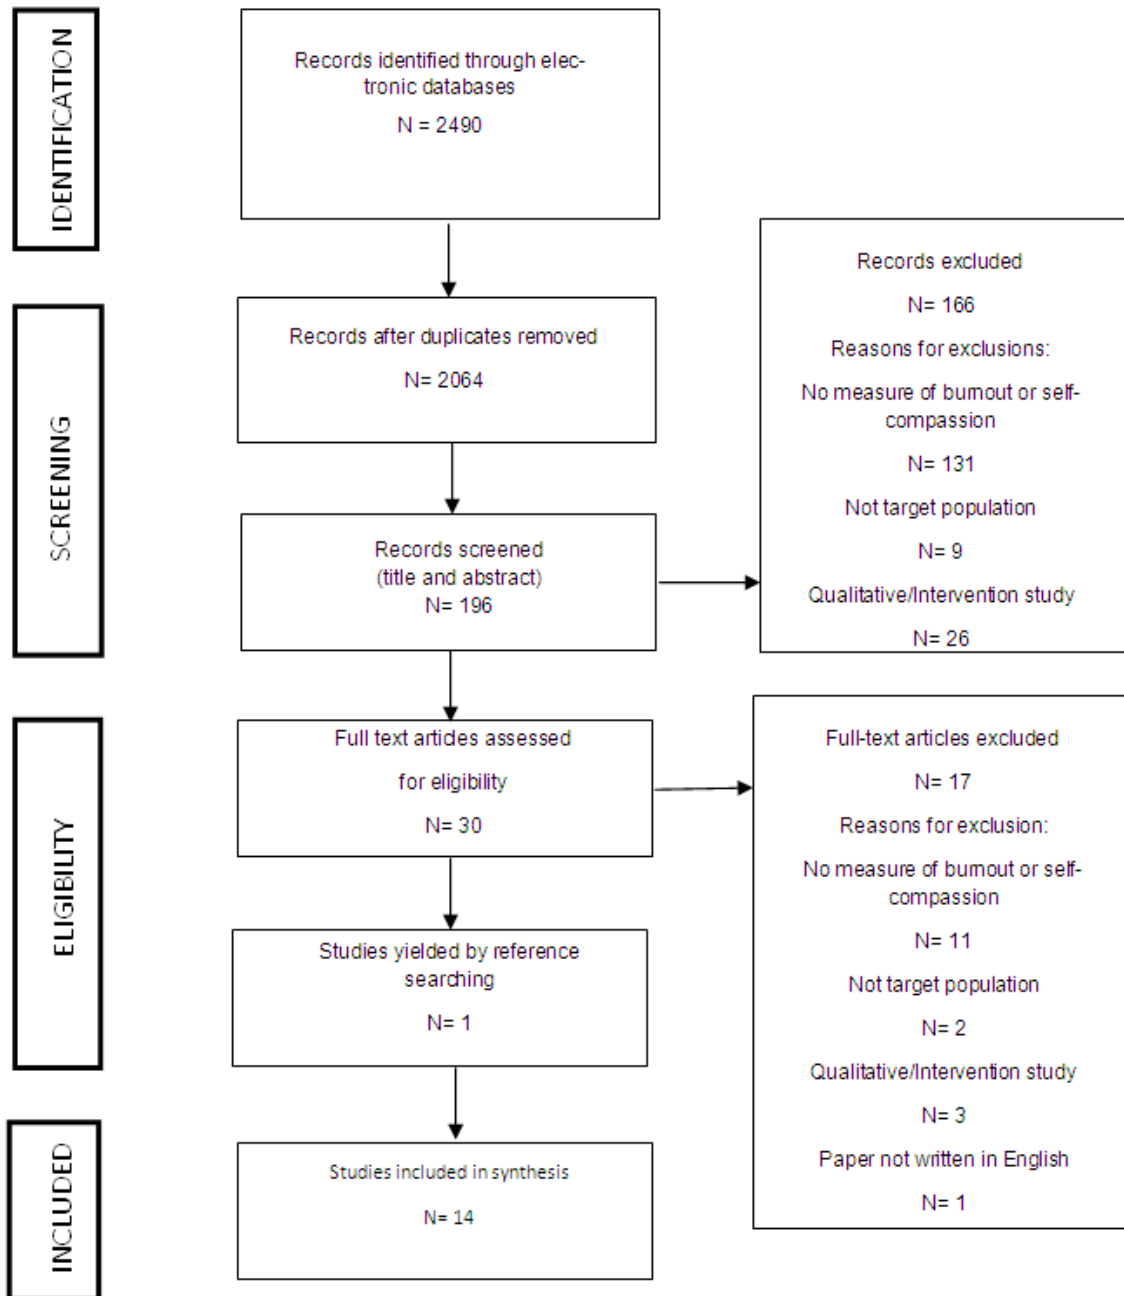 IDENTIFICATION
Records identified through elec-
tronic databases
N = 2490
SCREENING
Records after duplicates removed
N= 2064
Records screened
(title and abstract)
N= 196
Records excluded
N= 166
Reasons for exclusions:
No measure of burnout or self-
compassion
N= 131
Not target population
N= 9
Qualitative/Intervention study
N= 26
ELIGIBILITY
Full text articles assessed
for eligibility
N= 30
Studies yielded by reference
searching
N= 1
Full-text articles excluded
N= 17
Reasons for exclusion:
No measure of burnout or self-
compassion
N= 11
Not target population
N= 2
Qualitative/Intervention study
N= 3
Paper not written in English
N= 1
INCLUDED
Studies included in synthesis
N= 14